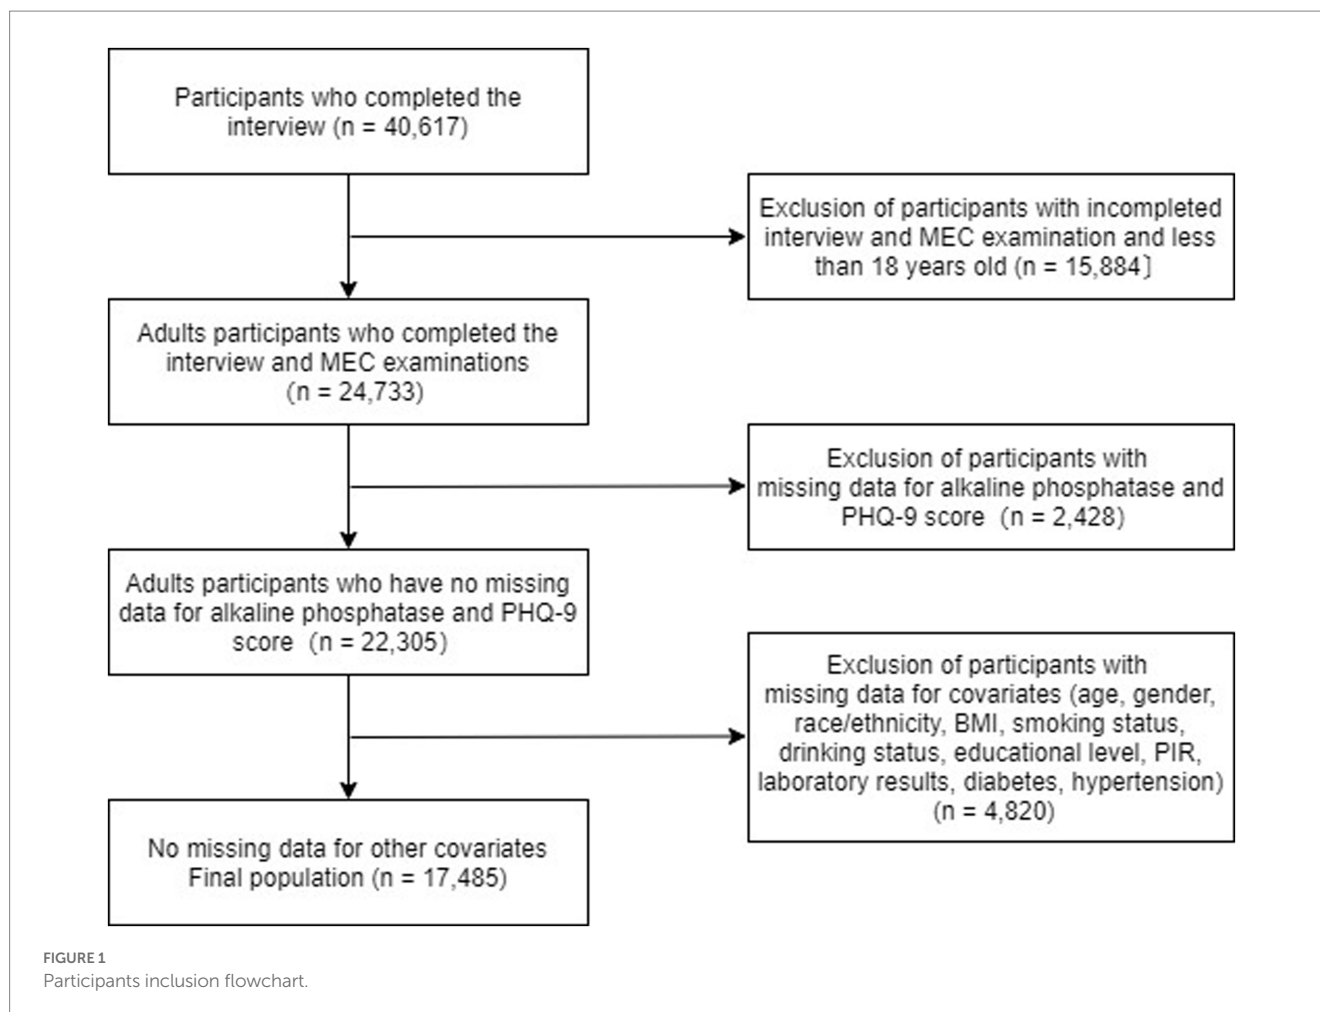 Participants who completed the
interview (n = 40,617)
Exclusion of participants with incompleted
interview and MEC examination and less
than 18 years old (n = 15,884]
Adults participants who completed the
interview and MEC examinations
(n = 24,733)
Exclusion of participants with
missing data for alkaline phosphatase and
PHQ-9 score (n = 2,428)
Adults participants who have no missing
data for alkaline phosphatase and PHQ-9
score (n = 22,305)
Exclusion of participants with
missing data for covariates (age, gender,
race/ethnicity, BMI, smoking status,
drinking status, educational level, PIR,
laboratory results, diabetes, hypertension)
(n = 4,820)
No missing data for other covariates
Final population (n = 17,485)
FIGURE 1
Participants inclusion flowchart.